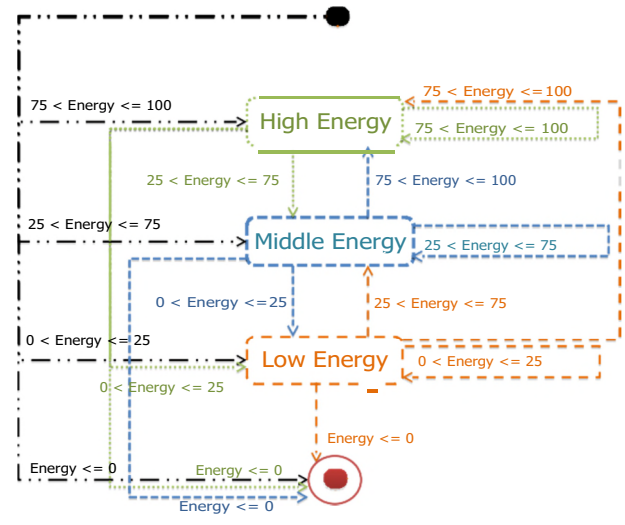 75 < Energy <= 100
75 < Energy <= 100
High Energy
75 < Energy <= 100
25 < Energy <= 75
75 < Energy <= 100
25 < Energy <= 75
Middle Energy
25 < Energy <= 75
0 < Energy <=25
25 < Energy <= 75
0 < Energy <= 25
Low Energy
0 < Energy <= 25
0 < Energy <= 25
Energy <= 0
Energy <= 0
Energy <= 0
Energy <= 0